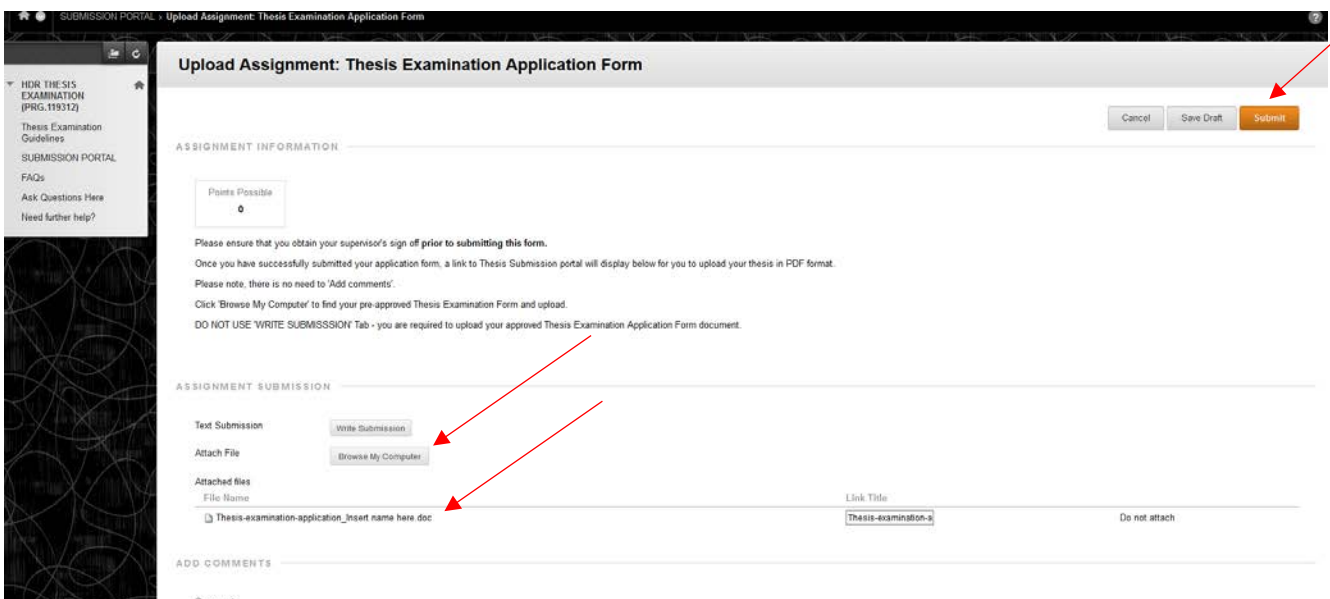 SUBMISSION PORTAL > Upload Assignment: Thesis Examination Application Form
?
HDR THESIS
EXAMINATION
(PRG.119312)
Thesis Examination
Guidelines
SUBMISSION PORTAL
FAQs
Ask Questions Here
Need further help?
Upload Assignment: Thesis Examination Application Form
Cancel Save Draft Submit
ASSIGNMENT INFORMATION
Points Possible
0
Please ensure that you obtain your supervisor's sign off prior to submitting this form.
Once you have successfully submitted your application form, a link to Thesis Submission portal will display below for you to upload your thesis in PDF format.
Please note, there is no need to 'Add comments'.
Click 'Browse My Computer' to find your pre-approved Thesis Examination Form and upload.
DO NOT USE 'WRITE SUBMISSSION' Tab - you are required to upload your approved Thesis Examination Application Form document.
ASSIGNMENT SUBMISSION
Text Submission Write Submission
Attach File Browse My Computer
Attached files
File Name Link Title
Thesis-examination-application_Insert name here.doc Thesis-examination-a Do not attach
ADD COMMENTS